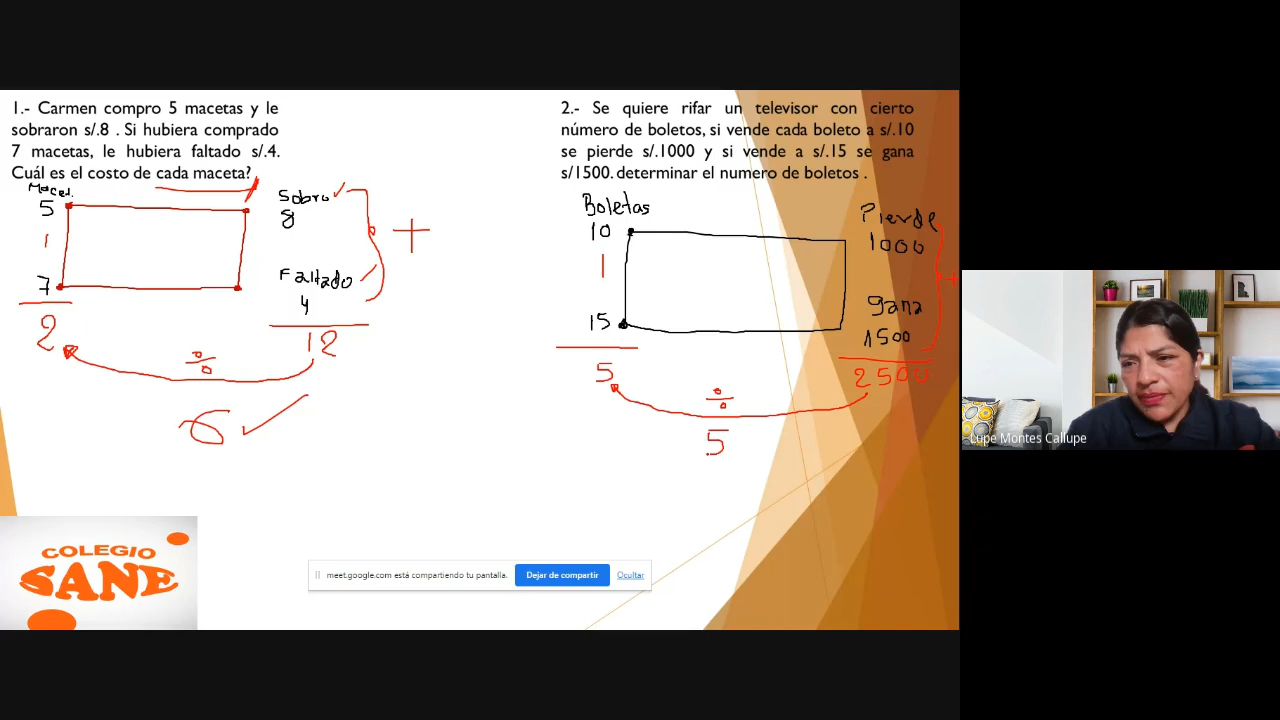 1.- Carmen compro 5 macetas y le
sobraron s/.8 . Si hubiera comprado
7 macetas, le hubiera faltado s/.4.
Cuál es el costo de cada maceta?
Maced.
5
1
7
2
Sobro
8
Faltado
4
12
+
÷
6
2.- Se quiere rifar un televisor con cierto
número de boletos, si vende cada boleto a s/.10
se pierde s/.1000 y si vende a s/.15 se gana
s/1500. determinar el numero de boletos .
Boletas
10
1
15
5
Pierde
1000
gana
1500
2500
+
÷
5
Lupe Montes Callupe
COLEGIO
SANE
meet.google.com está compartiendo tu pantalla.
Dejar de compartir
Ocultar